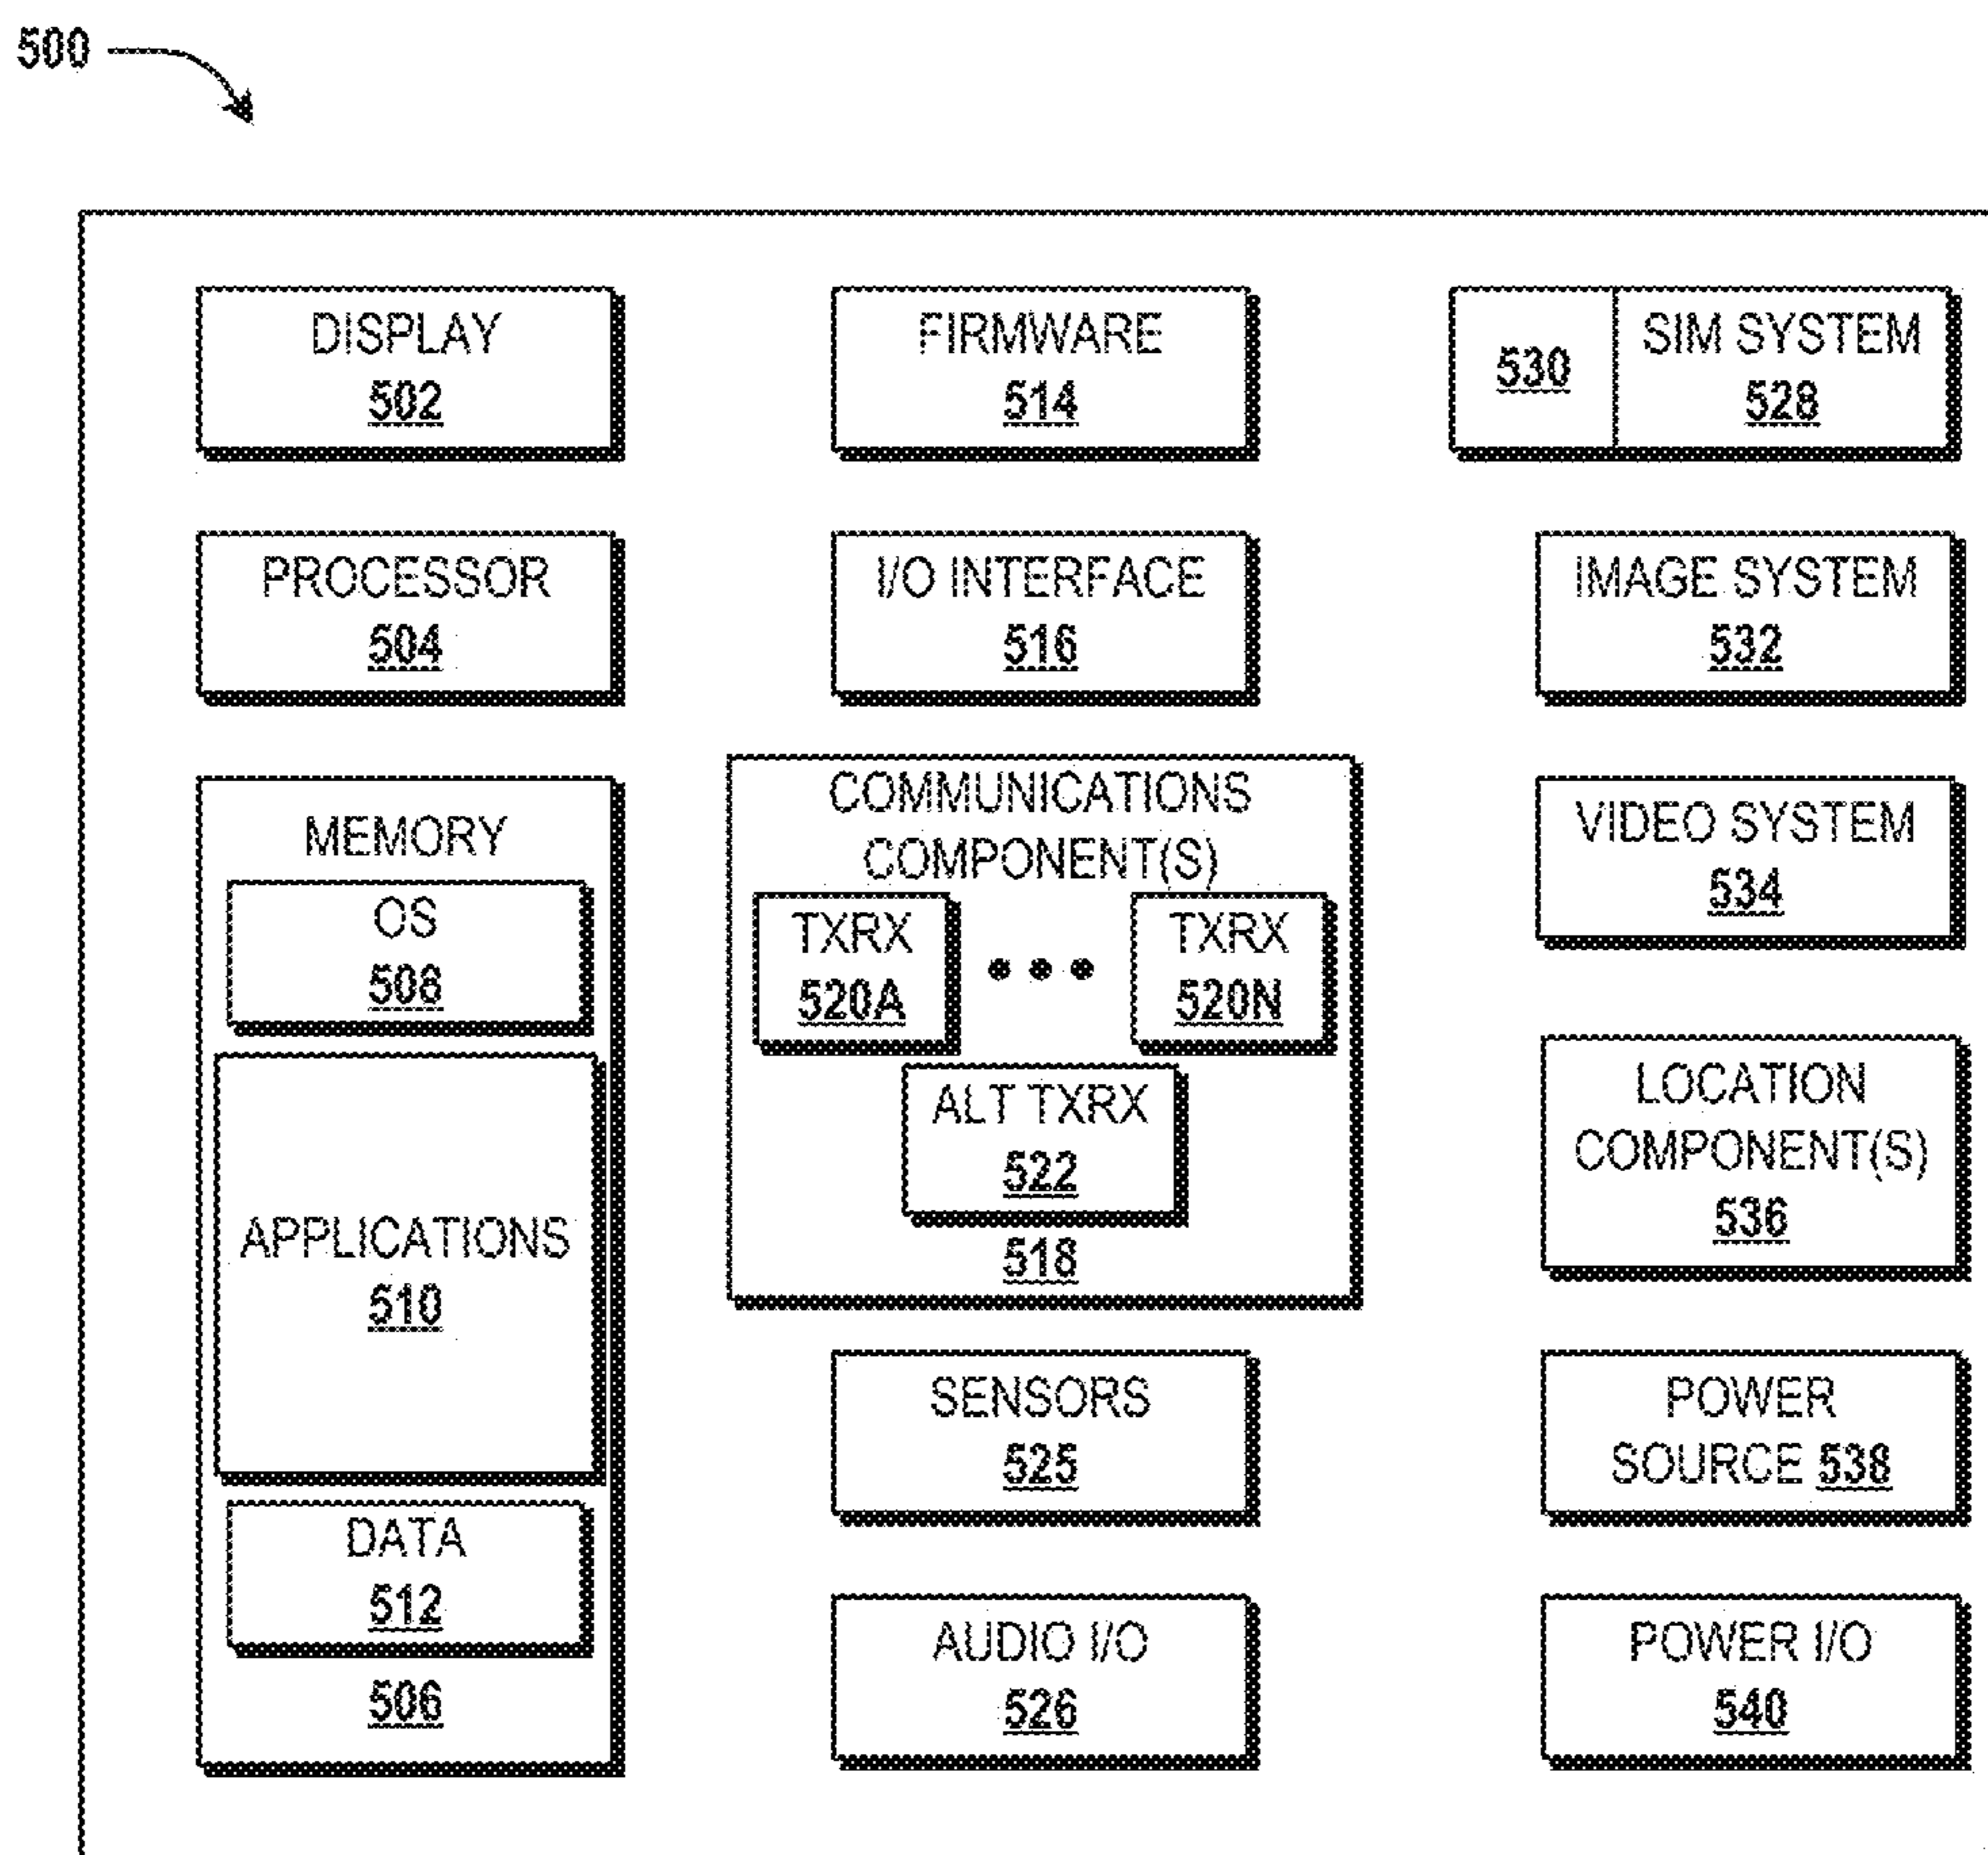 500
DISPLAY
502
PROCESSOR
504
MEMORY
OS
508
APPLICATIONS
510
DATA
512
506
FIRMWARE
514
I/O INTERFACE
516
COMMUNICATIONS
COMPONENT(S)
TXRX
520A
•••
TXRX
520N
ALT TXRX
522
518
SENSORS
525
AUDIO I/O
526
530
SIM SYSTEM
528
IMAGE SYSTEM
532
VIDEO SYSTEM
534
LOCATION
COMPONENT(S)
536
POWER
SOURCE 538
POWER I/O
540